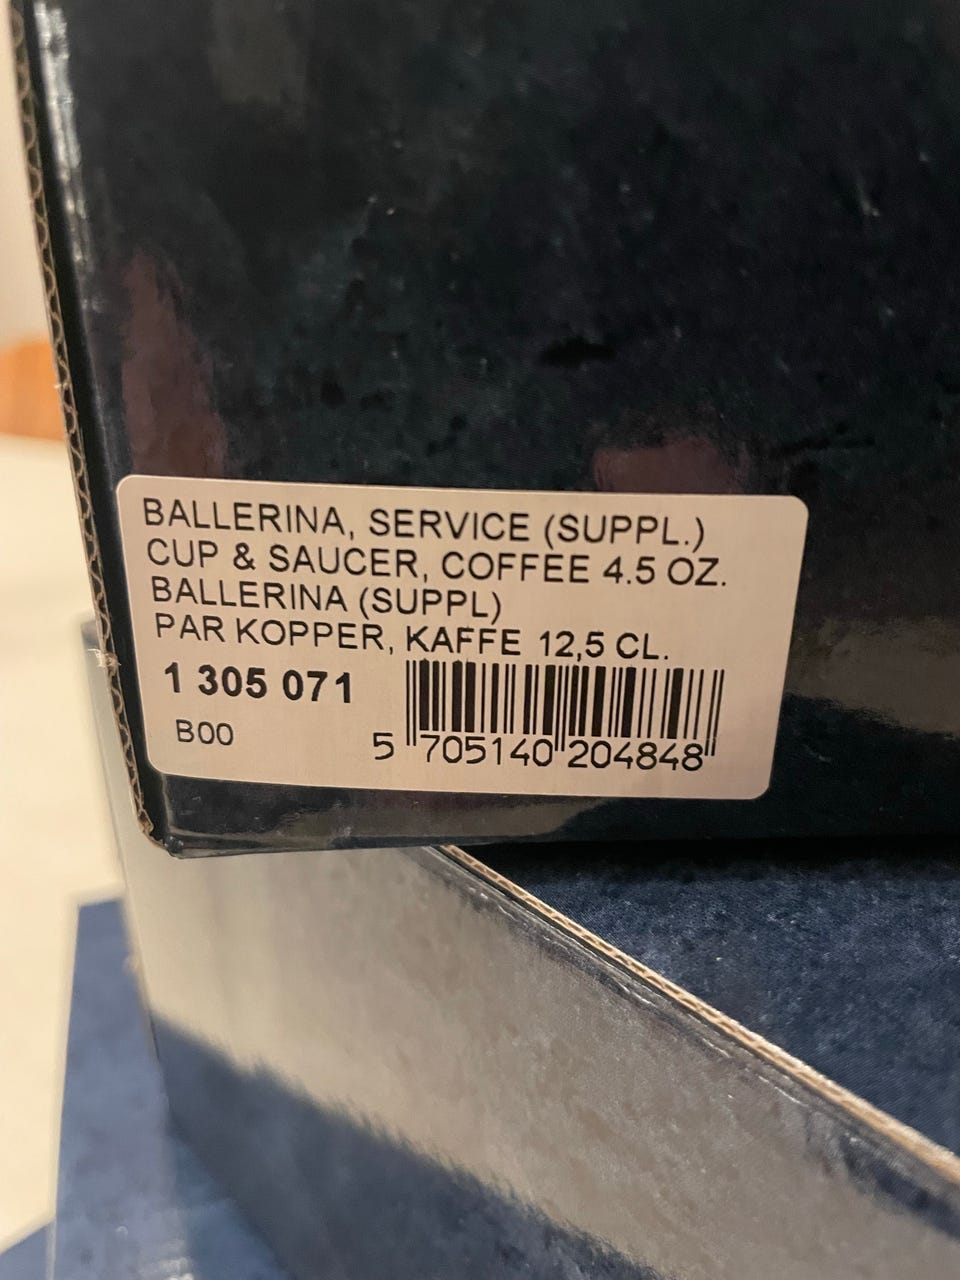 BALLERINA, SERVICE (SUPPL.)
CUP & SAUCER, COFFEE 4.5 OZ.
BALLERINA (SUPPL)
PAR KOPPER, KAFFE 12,5 CL.
1 305 071
B00
5 705140 204848